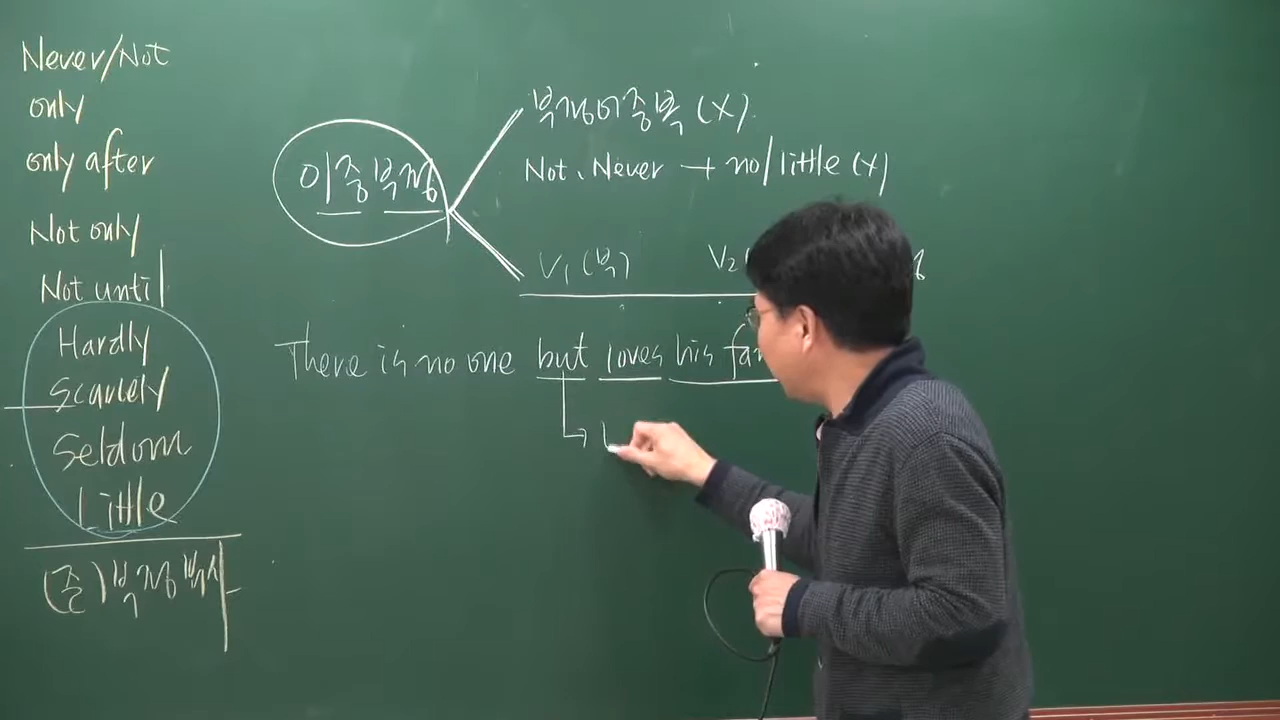 Never/Not
only
only after
Not only
Not until
Hardly
Scarcely
Seldom
Little
(준)부정부사
이중부정
부정어중복 (X).
Not, Never → no/little (X)
V₁ (부) V₂
There is no one but loves his